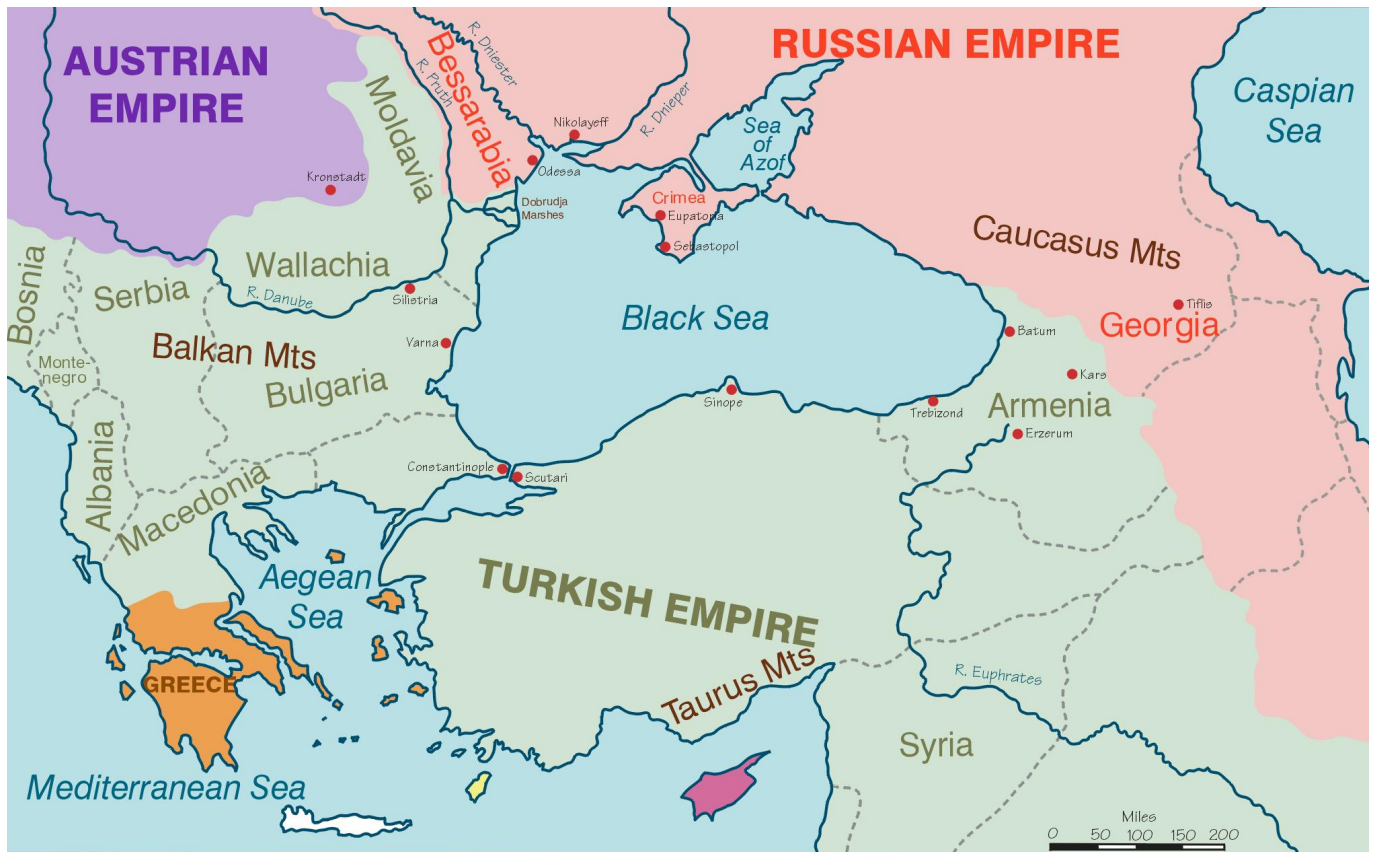 AUSTRIAN
EMPIRE
RUSSIAN EMPIRE
Caspian
Sea
Bessarabia
R. Dniester
R. Pruth
Moldavia
R. Dnieper
Nikolayeff
Odessa
Sea
of
Azof
Kronstadt
Dobrudja
Marshes
Crimea
Eupatoria
Sebastopol
Caucasus Mts
Bosnia
Serbia
Wallachia
R. Danube
Silistria
Black Sea
Tiflis
Georgia
Batum
Varna
Balkan Mts
Monte-
negro
Bulgaria
Kars
Sinope
Trebizond
Armenia
Erzerum
Albania
Constantinople
Scutari
Macedonia
Aegean
Sea
TURKISH EMPIRE
Taurus Mts
R. Euphrates
GREECE
Syria
Mediterranean Sea
Miles
0 50 100 150 200